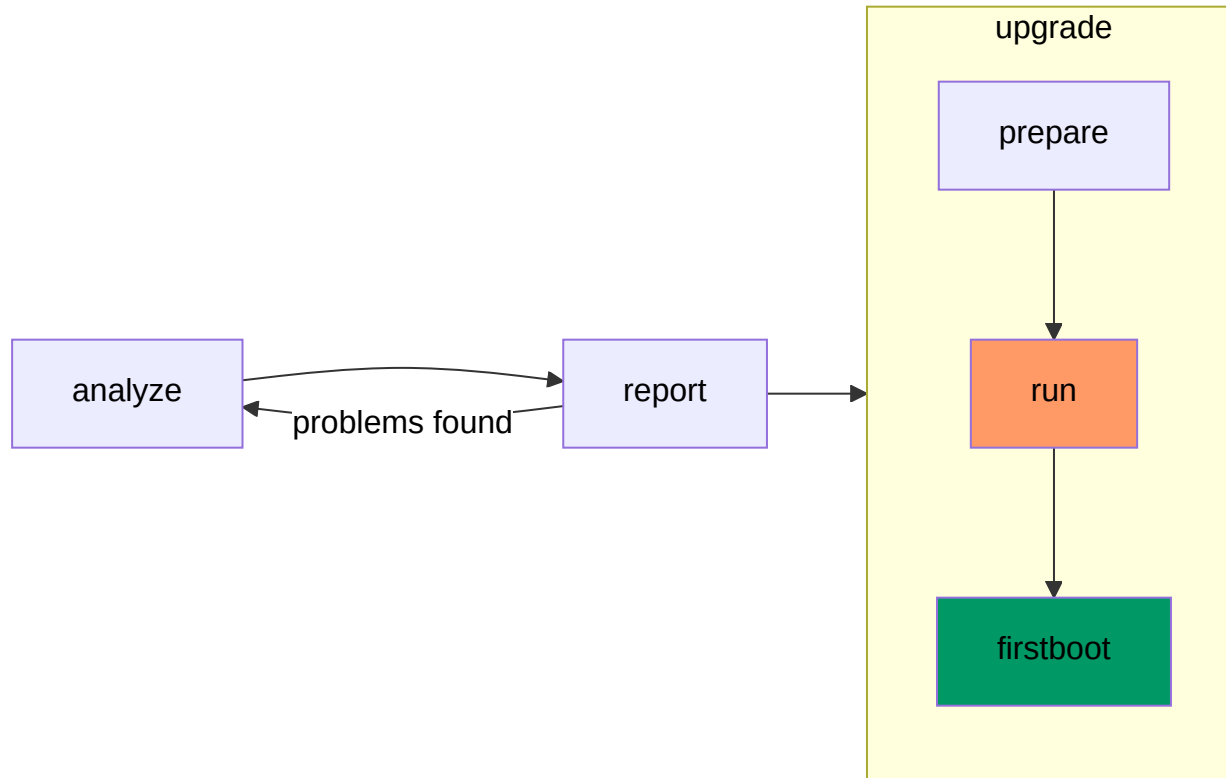 upgrade
prepare
analyze
problems found
report
run
firstboot